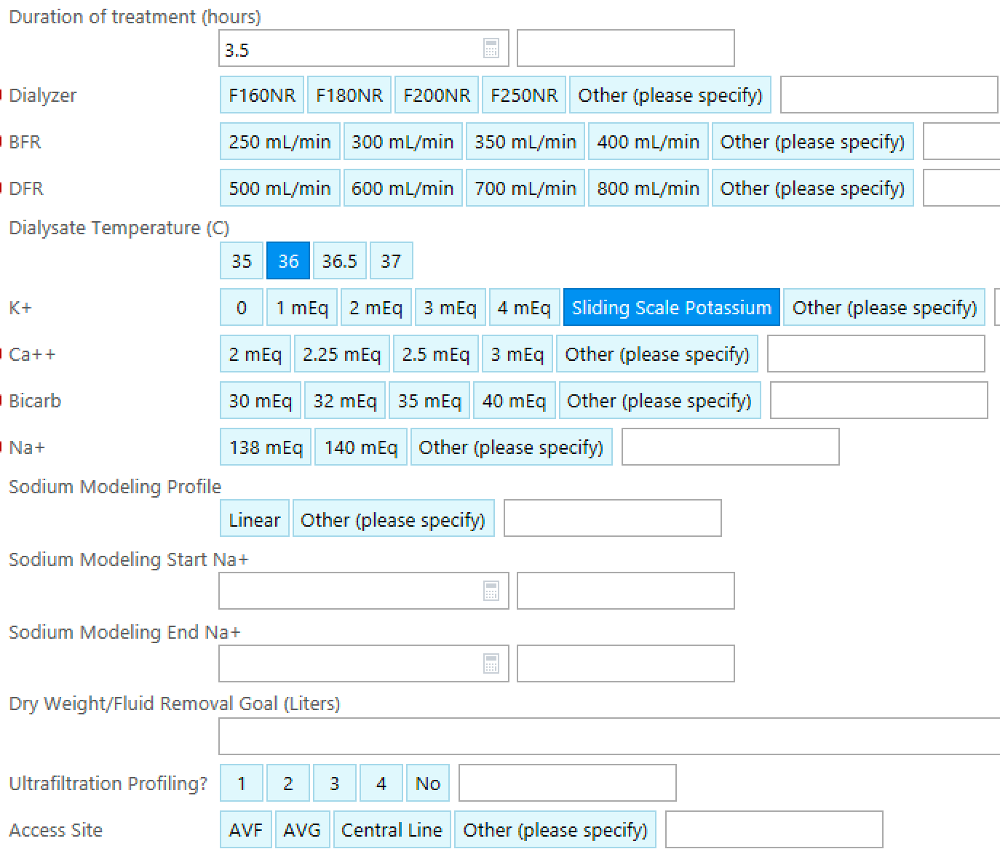 Duration of treatment (hours)
3.5
Dialyzer F160NR F180NR F200NR F250NR Other (please specify)
BFR 250 mL/min 300 mL/min 350 mL/min 400 mL/min Other (please specify)
DFR 500 mL/min 600 mL/min 700 mL/min 800 mL/min Other (please specify)
Dialysate Temperature (C)
35 36 36.5 37
K+ 0 1 mEq 2 mEq 3 mEq 4 mEq Sliding Scale Potassium Other (please specify)
Ca++ 2 mEq 2.25 mEq 2.5 mEq 3 mEq Other (please specify)
Bicarb 30 mEq 32 mEq 35 mEq 40 mEq Other (please specify)
Na+ 138 mEq 140 mEq Other (please specify)
Sodium Modeling Profile
Linear Other (please specify)
Sodium Modeling Start Na+
Sodium Modeling End Na+
Dry Weight/Fluid Removal Goal (Liters)
Ultrafiltration Profiling? 1 2 3 4 No
Access Site AVF AVG Central Line Other (please specify)